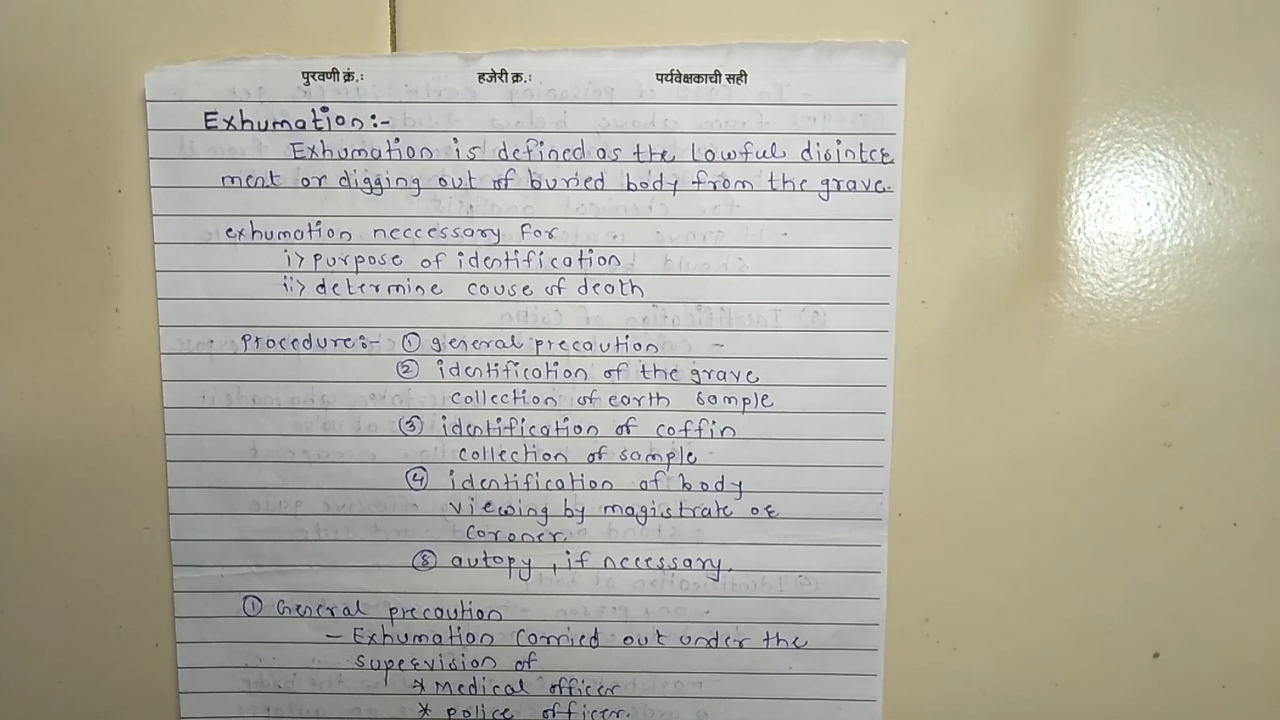 पुरवणी क्रं.: हजेरी क्र.: पर्यवेक्षकाची सही
Exhumation:-
Exhumation is defined as the Lawful disinter
ment or digging out of buried body from the grave.
exhumation neccessary for
i> purpose of identification
ii> determine cause of death
Procedure:- ① general precaution -
② identification of the grave
collection of earth sample
③ identification of coffin
collection of sample
④ identification of body
viewing by magistrate or
coroner.
⑤ autopy, if necessary.
① General precaution
- Exhumation carried out under the
supervision of
* Medical officer
* police officer.